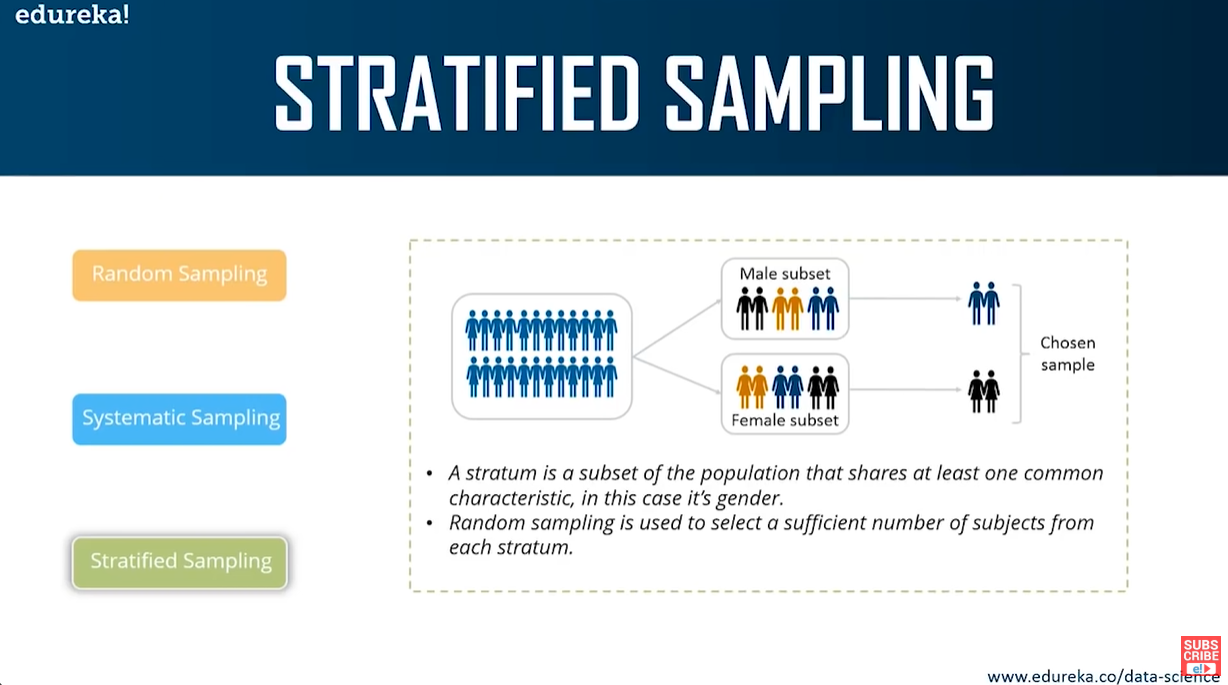 edureka!
STRATIFIED SAMPLING
Random Sampling
Systematic Sampling
Stratified Sampling
Male subset
Female subset
Chosen
sample
• A stratum is a subset of the population that shares at least one common
characteristic, in this case it's gender.
• Random sampling is used to select a sufficient number of subjects from
each stratum.
SUBS
CRIBE
e!
www.edureka.co/data-science